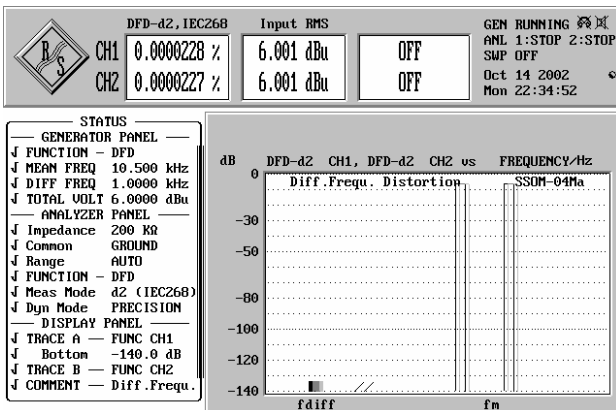 DFD-d2,IEC268 Input RMS
CH1 0.0000228 % 6.001 dBu OFF
CH2 0.0000227 % 6.001 dBu OFF
GEN RUNNING
ANL 1:STOP 2:STOP
SWP OFF
Oct 14 2002
Mon 22:34:52
R S
STATUS
GENERATOR PANEL
FUNCTION – DFD
MEAN FREQ 10.500 kHz
DIFF FREQ 1.0000 kHz
TOTAL VOLT 6.0000 dBu
ANALYZER PANEL
Impedance 200 KΩ
Common GROUND
Range AUTO
FUNCTION – DFD
Meas Mode d2 (IEC268)
Dyn Mode PRECISION
DISPLAY PANEL
TRACE A — FUNC CH1
Bottom -140.0 dB
TRACE B — FUNC CH2
COMMENT — Diff.Frequ.
dB DFD-d2 CH1, DFD-d2 CH2 vs FREQUENCY/Hz
Diff.Frequ. Distortion SSOM-04Ma
0
-30
-50
-80
-100
-120
-140
fdiff fm